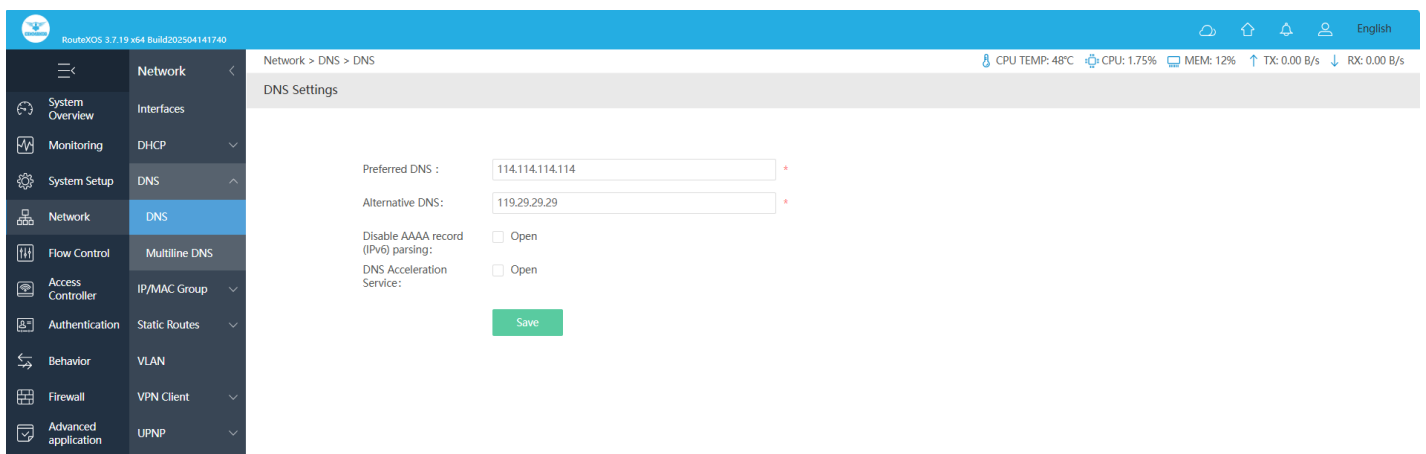 RouteXOS 3.7.19 x64 Build202504141740
English
Network > DNS > DNS
CPU TEMP: 48°C CPU: 1.75% MEM: 12% TX: 0.00 B/s RX: 0.00 B/s
Network
DNS Settings
System Overview
Monitoring
System Setup
Network
Flow Control
Access Controller
Authentication
Behavior
Firewall
Advanced application
Interfaces
DHCP
DNS
DNS
Multiline DNS
IP/MAC Group
Static Routes
VLAN
VPN Client
UPNP
Preferred DNS : 114.114.114.114 *
Alternative DNS: 119.29.29.29 *
Disable AAAA record
(IPv6) parsing: Open
DNS Acceleration
Service: Open
Save